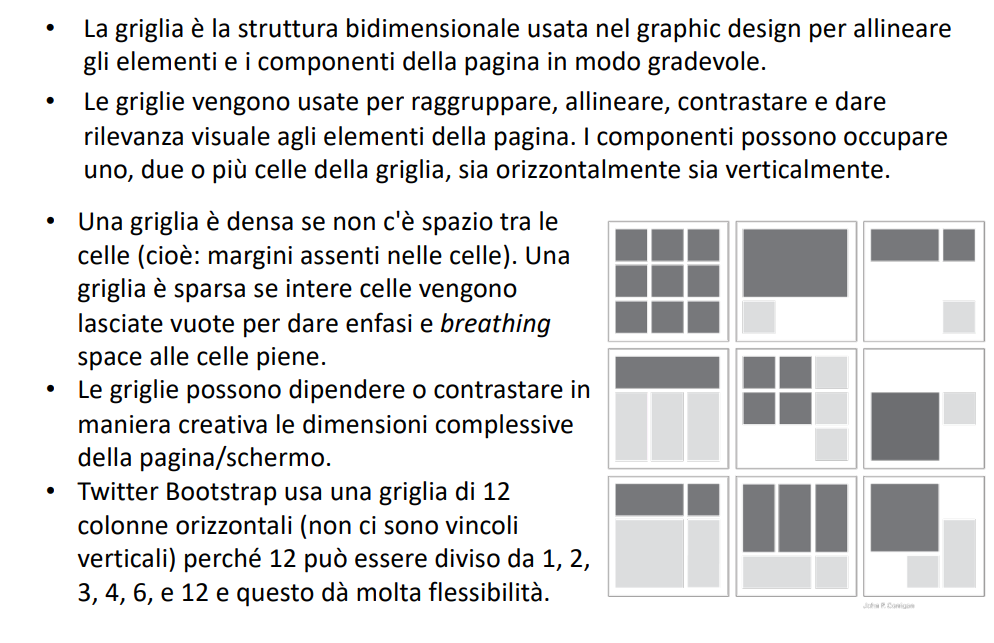 • La griglia è la struttura bidimensionale usata nel graphic design per allineare
gli elementi e i componenti della pagina in modo gradevole.
• Le griglie vengono usate per raggruppare, allineare, contrastare e dare
rilevanza visuale agli elementi della pagina. I componenti possono occupare
uno, due o più celle della griglia, sia orizzontalmente sia verticalmente.
• Una griglia è densa se non c'è spazio tra le
celle (cioè: margini assenti nelle celle). Una
griglia è sparsa se intere celle vengono
lasciate vuote per dare enfasi e breathing
space alle celle piene.
• Le griglie possono dipendere o contrastare in
maniera creativa le dimensioni complessive
della pagina/schermo.
• Twitter Bootstrap usa una griglia di 12
colonne orizzontali (non ci sono vincoli
verticali) perché 12 può essere diviso da 1, 2,
3, 4, 6, e 12 e questo dà molta flessibilità.
John P. Corrigan